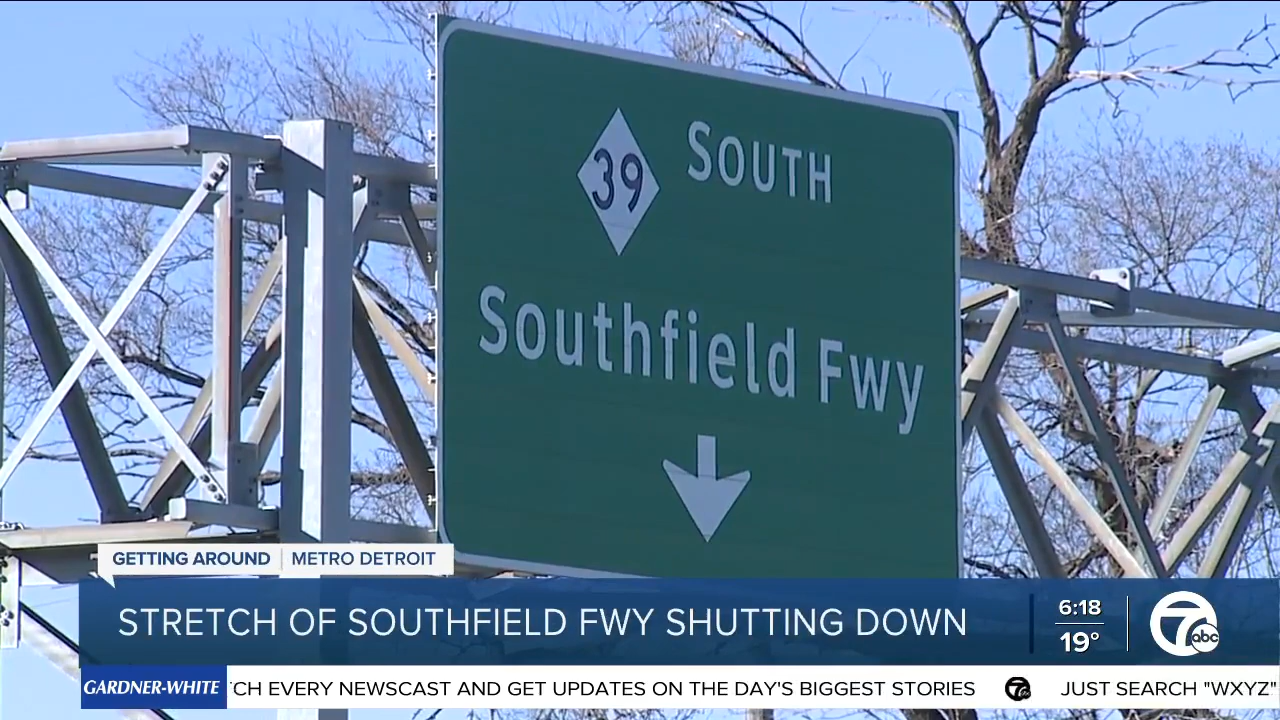 SOUTH
39
Southfield Fwy
GETTING AROUND METRO DETROIT
STRETCH OF SOUTHFIELD FWY SHUTTING DOWN
6:18
19°
7 abc
GARDNER-WHITE
TCH EVERY NEWSCAST AND GET UPDATES ON THE DAY'S BIGGEST STORIES 7 JUST SEARCH "WXYZ"